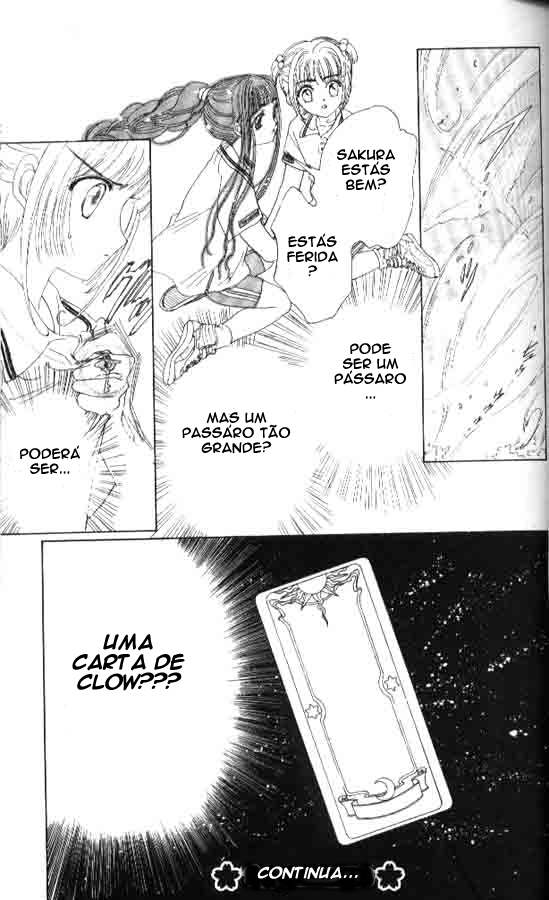 SAKURA
ESTÁS
BEM?
ESTÁS
FERIDA
?
PODE
SER UM
PÁSSARO
...
MAS UM
PASSÁRO TÃO
GRANDE?
PODERÁ
SER...
UMA
CARTA DE
CLOW???
CONTINUA...